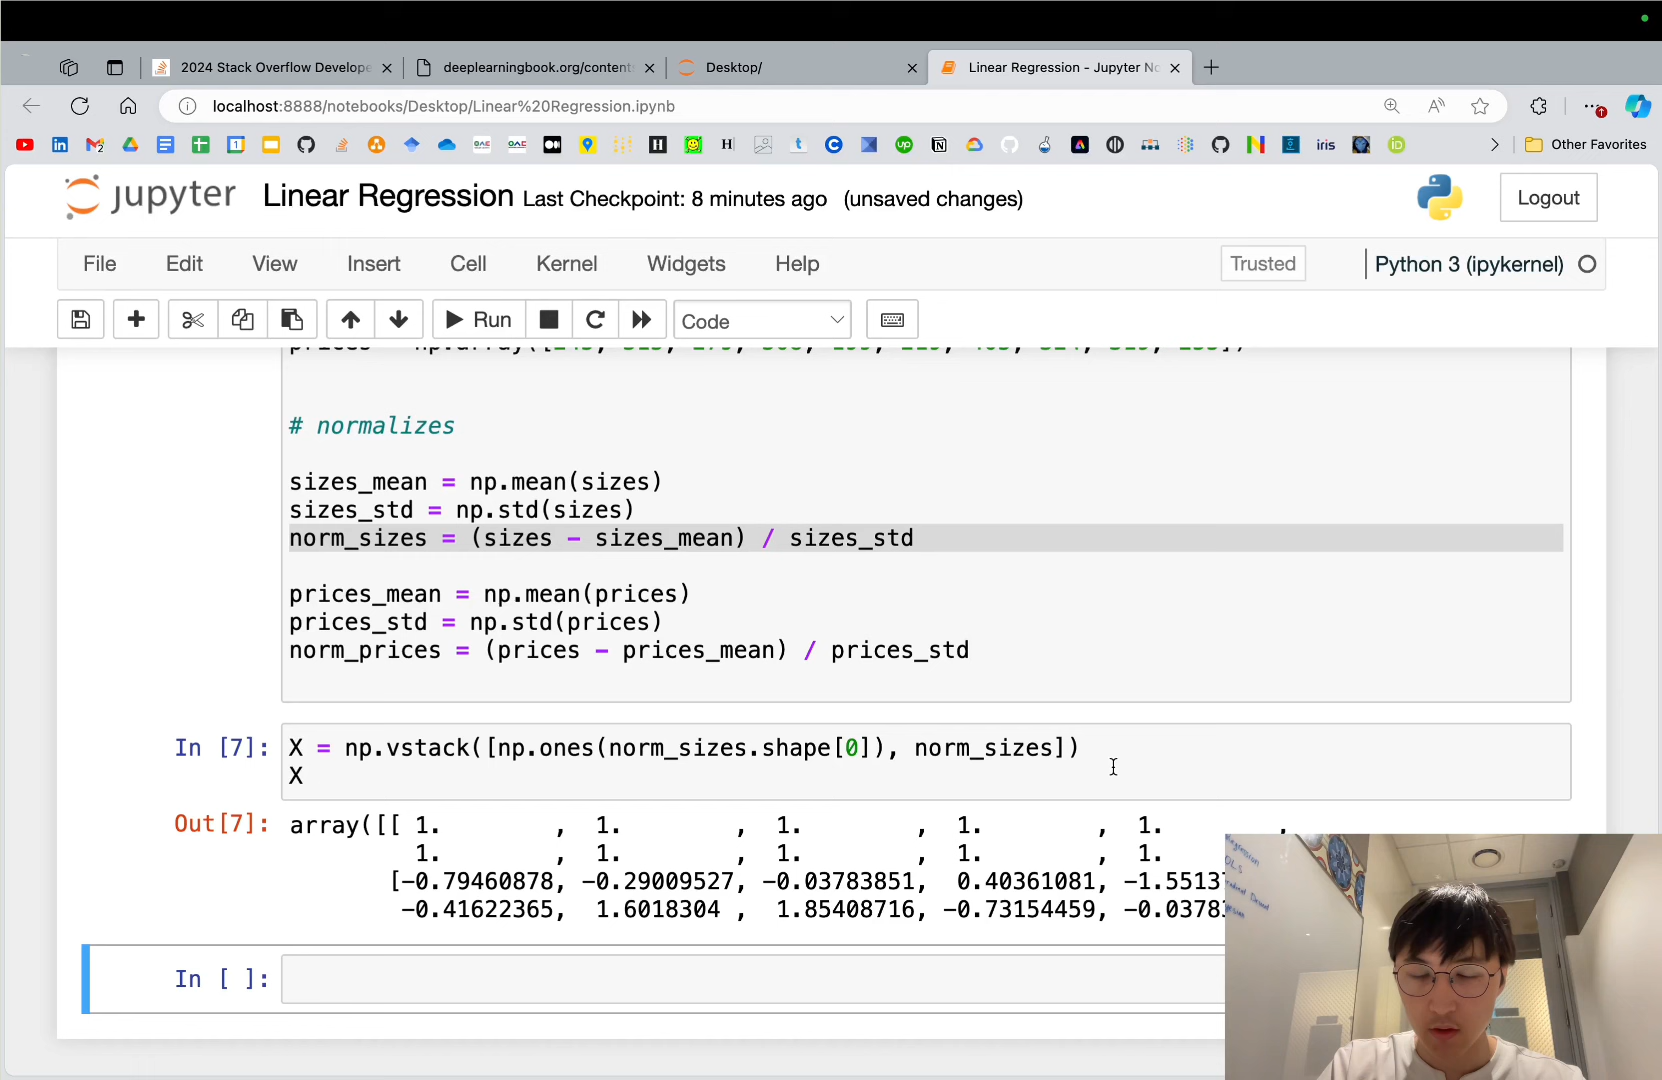 2024 Stack Overflow Develope
deeplearningbook.org/content
Desktop/
Linear Regression - Jupyter No
localhost:8888/notebooks/Desktop/Linear%20Regression.ipynb
Other Favorites
jupyter
Linear Regression Last Checkpoint: 8 minutes ago (unsaved changes)
Logout
File Edit View Insert Cell Kernel Widgets Help
Trusted
Python 3 (ipykernel)
Run
Code
# normalizes
sizes_mean = np.mean(sizes)
sizes_std = np.std(sizes)
norm_sizes = (sizes - sizes_mean) / sizes_std
prices_mean = np.mean(prices)
prices_std = np.std(prices)
norm_prices = (prices - prices_mean) / prices_std
In [7]: X = np.vstack([np.ones(norm_sizes.shape[0]), norm_sizes])
X
Out[7]: array([[ 1. , 1. , 1. , 1. , 1. ,
1. , 1. , 1. , 1. , 1.
[-0.79460878, -0.29009527, -0.03783851, 0.40361081, -1.5513
-0.41622365, 1.6018304 , 1.85408716, -0.73154459, -0.0378
In [ ]: